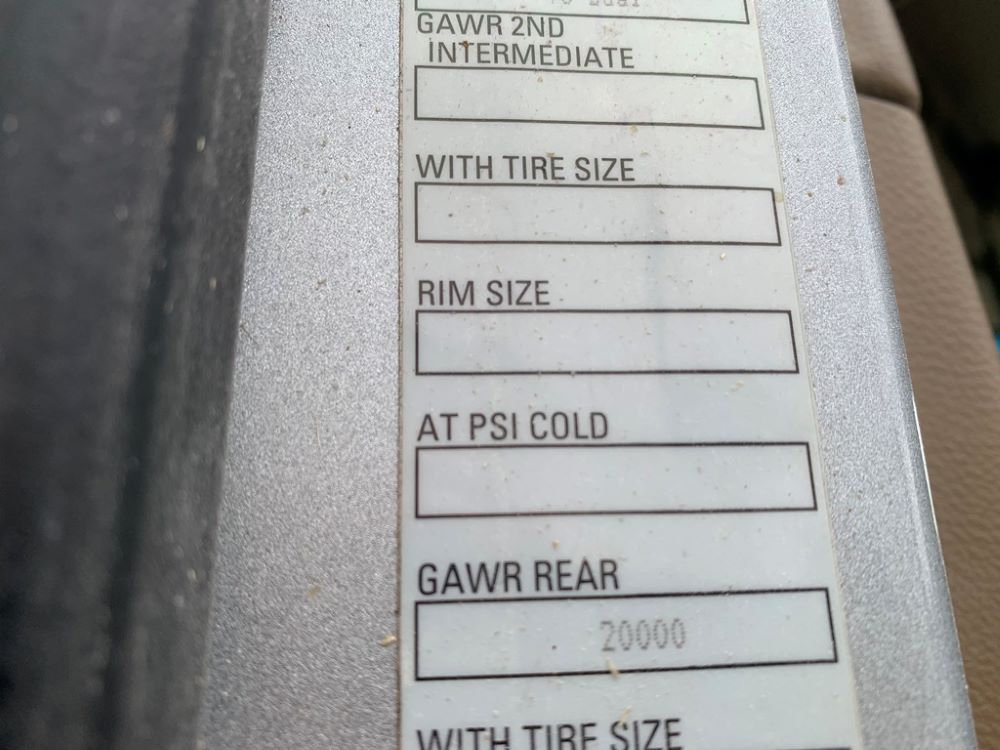 GAWR 2ND
INTERMEDIATE
WITH TIRE SIZE
RIM SIZE
AT PSI COLD
GAWR REAR
20000
WITH TIRE SIZE